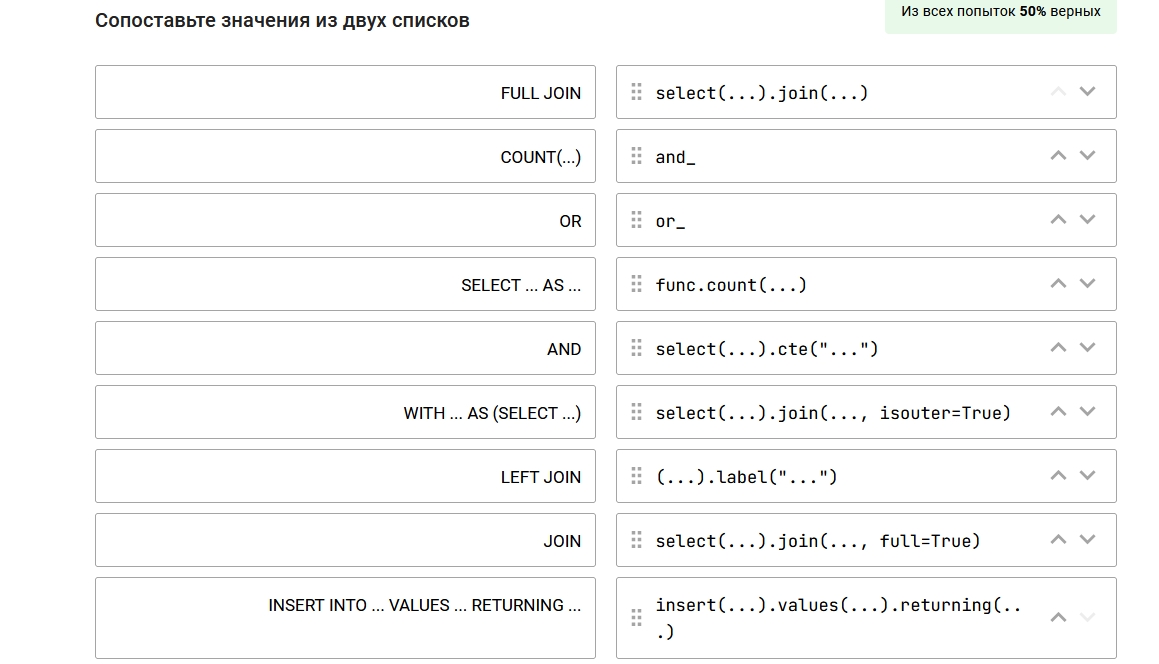 Сопоставьте значения из двух списков
Из всех попыток 50% верных
FULL JOIN
select(...).join(...)
COUNT(...)
and_
OR
or_
SELECT ... AS ...
func.count(...)
AND
select(...).cte("...")
WITH ... AS (SELECT ...)
select(...).join(..., isouter=True)
LEFT JOIN
(...).label("...")
JOIN
select(...).join(..., full=True)
INSERT INTO ... VALUES ... RETURNING ...
insert(...).values(...).returning(..
.)